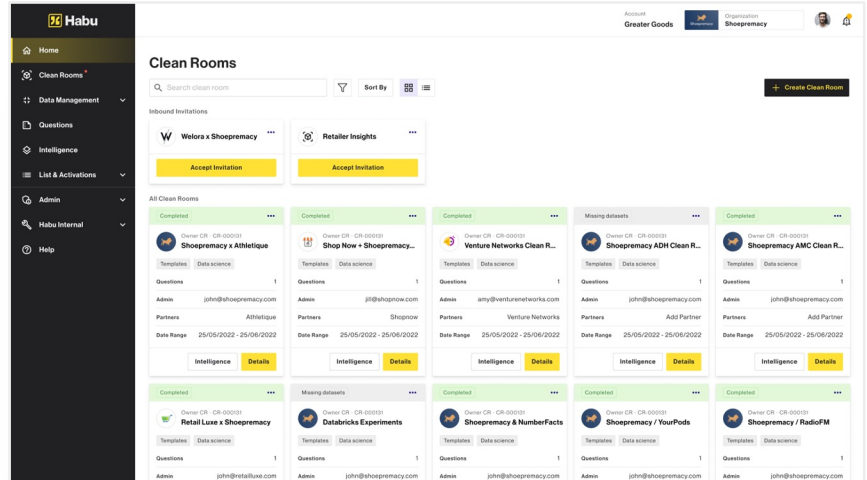 Habu
Account
Greater Goods
Shoepremacy
Organization
Shoepremacy
Home
Clean Rooms
Data Management
Questions
Intelligence
List & Activations
Admin
Habu Internal
Help
Clean Rooms
Search clean room
Sort By
+ Create Clean Room
Inbound Invitations
Welora x Shoepremacy
Accept Invitation
Retailer Insights
Accept Invitation
All Clean Rooms
Completed
Owner CR - CR-000131
Shoepremacy x Athletique
Templates Data science
Questions 1
Admin john@shoepremacy.com
Partners Athletique
Date Range 25/05/2022 - 25/06/2022
Intelligence Details
Completed
Owner CR - CR-000131
Shop Now + Shoepremacy...
Templates Data science
Questions 1
Admin jill@shopnow.com
Partners Shopnow
Date Range 25/05/2022 - 25/06/2022
Intelligence Details
Completed
Owner CR - CR-000131
Venture Networks Clean R...
Templates Data science
Questions 1
Admin amy@venturenetworks.com
Partners Venture Networks
Date Range 25/05/2022 - 25/06/2022
Intelligence Details
Missing datasets
Owner CR - CR-000131
Shoepremacy ADH Clean R...
Templates Data science
Questions 1
Admin john@shoepremacy.com
Partners Add Partner
Date Range 25/05/2022 - 25/06/2022
Intelligence Details
Completed
Owner CR - CR-000131
Shoepremacy AMC Clean R...
Templates Data science
Questions 1
Admin john@shoepremacy.com
Partners Add Partner
Date Range 25/05/2022 - 25/06/2022
Intelligence Details
Completed
Owner CR - CR-000131
Retail Luxe x Shoepremacy
Templates Data science
Questions 1
Admin john@retailluxe.com
Missing datasets
Owner CR - CR-000131
Databricks Experiments
Templates Data science
Questions 1
Admin john@shoepremacy.com
Completed
Owner CR - CR-000131
Shoepremacy & NumberFacts
Templates Data science
Questions 1
Admin john@shoepremacy.com
Completed
Owner CR - CR-000131
Shoepremacy / YourPods
Templates Data science
Questions 1
Admin john@shoepremacy.com
Completed
Owner CR - CR-000131
Shoepremacy / RadioFM
Templates Data science
Questions 1
Admin john@shoepremacy.com